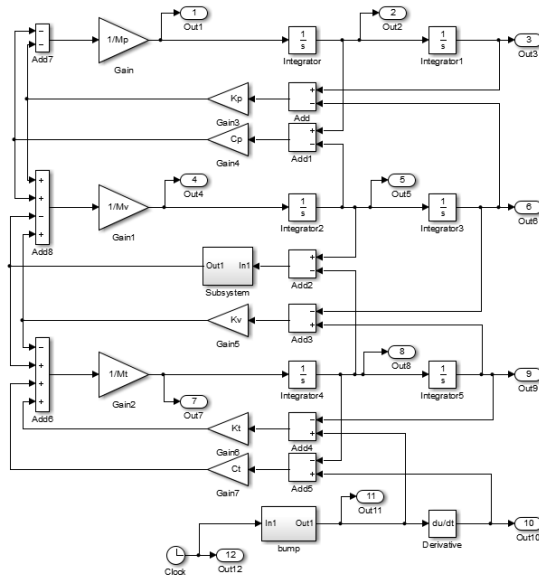 1
Out1
2
Out2
3
Out3
−
−
Add7
1/Mp
Gain
1
s
Integrator
1
s
Integrator1
Kp
Gain3
+
−
Add
Cp
Gain4
+
−
Add1
4
Out4
5
Out5
6
Out6
+
+
−
+
Add8
1/Mv
Gain1
1
s
Integrator2
1
s
Integrator3
Out1 In1
Subsystem
+
−
Add2
Kv
Gain5
−
+
Add3
8
Out8
9
Out9
−
+
+
+
Add6
1/Mt
Gain2
1
s
Integrator4
1
s
Integrator5
7
Out7
Kt
Gain6
−
+
Add4
Ct
Gain7
−
+
Add5
11
Out11
In1 Out1
bump
du/dt
Derivative
10
Out10
Clock
12
Out12